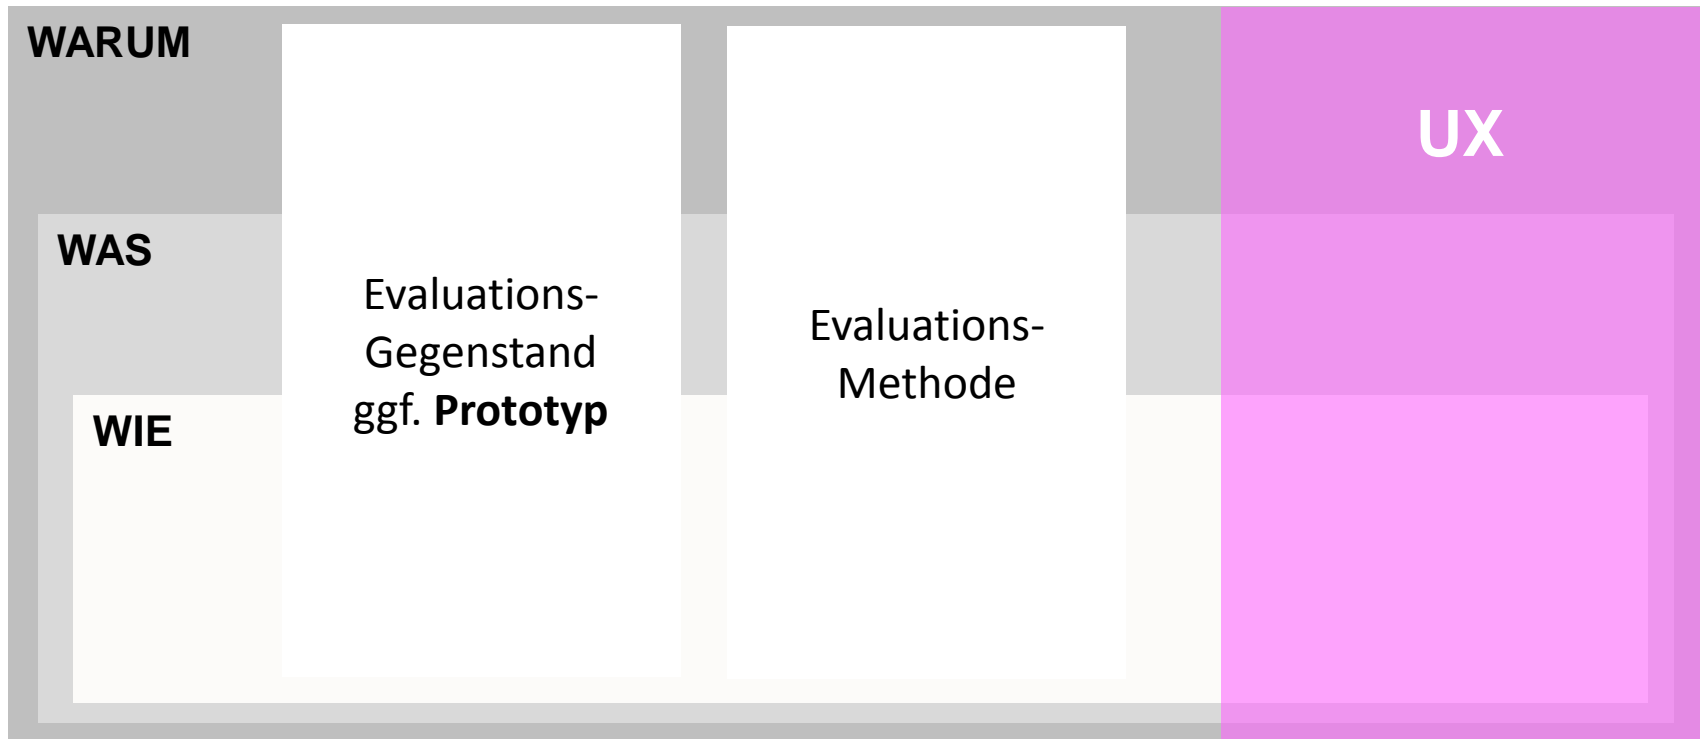 WARUM
UX
WAS
Evaluations-
Gegenstand
ggf. Prototyp
Evaluations-
Methode
WIE